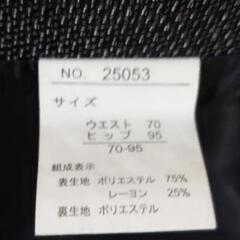 NO. 25053
サイズ
ウエスト 70
ヒップ 95
70-95
組成表示
表生地 ポリエステル 75%
レーヨン 25%
裏生地 ポリエステル